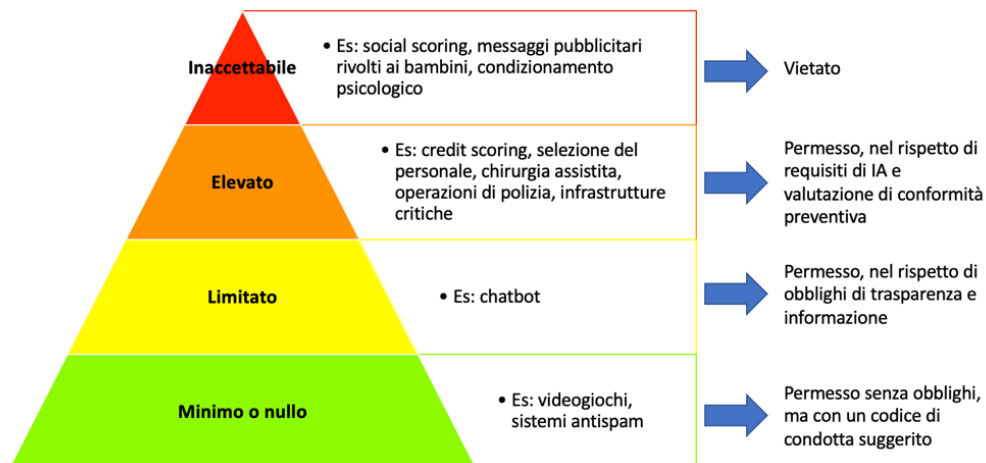 Inaccettabile
• Es: social scoring, messaggi pubblicitari
rivolti ai bambini, condizionamento
psicologico
Vietato
Elevato
• Es: credit scoring, selezione del
personale, chirurgia assistita,
operazioni di polizia, infrastrutture
critiche
Permesso, nel rispetto di
requisiti di IA e
valutazione di conformità
preventiva
Limitato
• Es: chatbot
Permesso, nel rispetto di
obblighi di trasparenza e
informazione
Minimo o nullo
• Es: videogiochi,
sistemi antispam
Permesso senza obblighi,
ma con un codice di
condotta suggerito